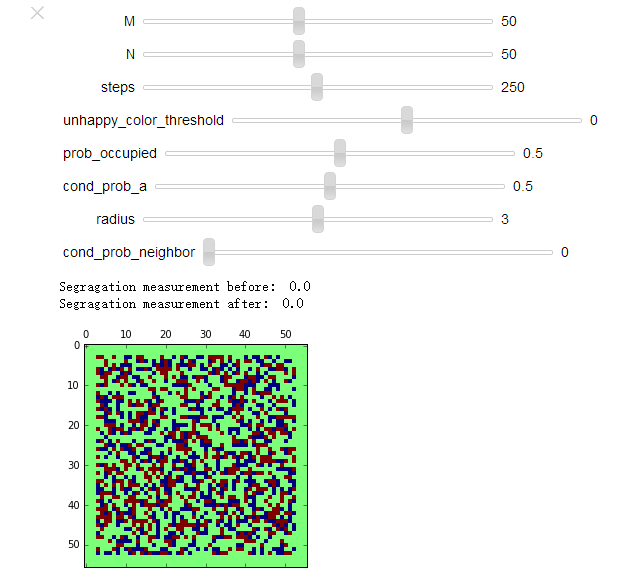 M 50
N 50
steps 250
unhappy_color_threshold 0
prob_occupied 0.5
cond_prob_a 0.5
radius 3
cond_prob_neighbor 0
Segragation measurement before: 0.0
Segragation measurement after: 0.0
0 10 20 30 40 50
0
10
20
30
40
50